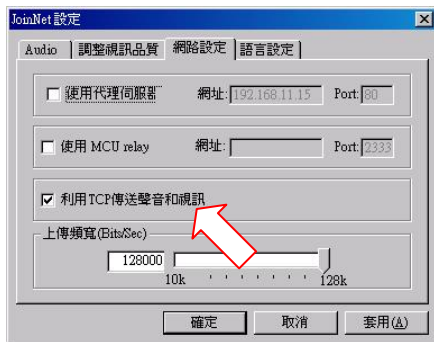 JoinNet 設定
Audio 調整視訊品質 網路設定 語言設定
使用代理伺服器 網址: 192.168.11.15 Port: 80
使用 MCU relay 網址: Port: 2333
利用TCP傳送聲音和視訊
上傳頻寬(Bits/Sec)
128000
10k 128k
確定 取消 套用(A)